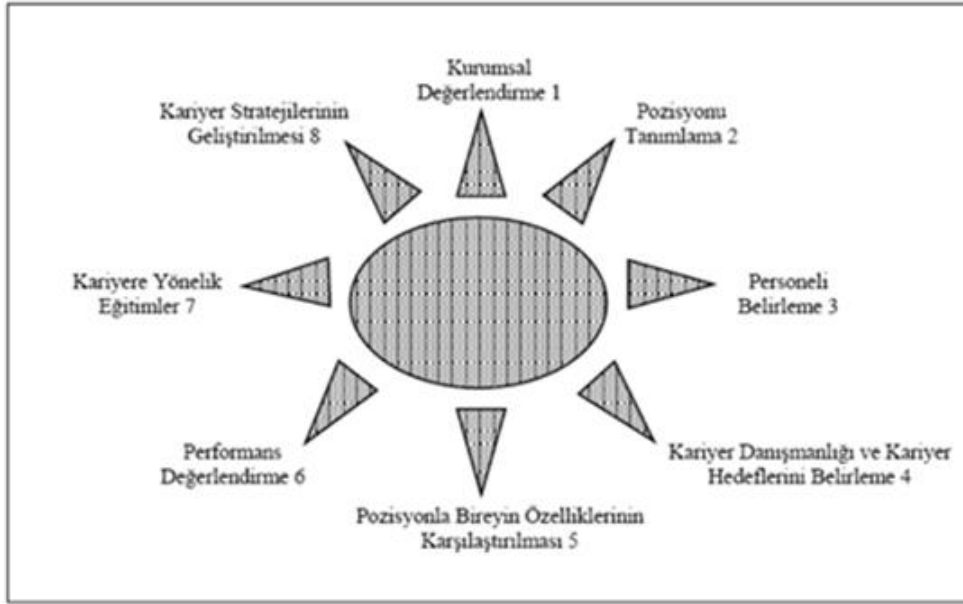 Kurumsal
Değerlendirme 1
Pozisyonu
Tanımlama 2
Personeli
Belirleme 3
Kariyer Danışmanlığı ve Kariyer
Hedeflerini Belirleme 4
Pozisyonla Bireyin Özelliklerinin
Karşılaştırılması 5
Performans
Değerlendirme 6
Kariyere Yönelik
Eğitimler 7
Kariyer Stratejilerinin
Geliştirilmesi 8